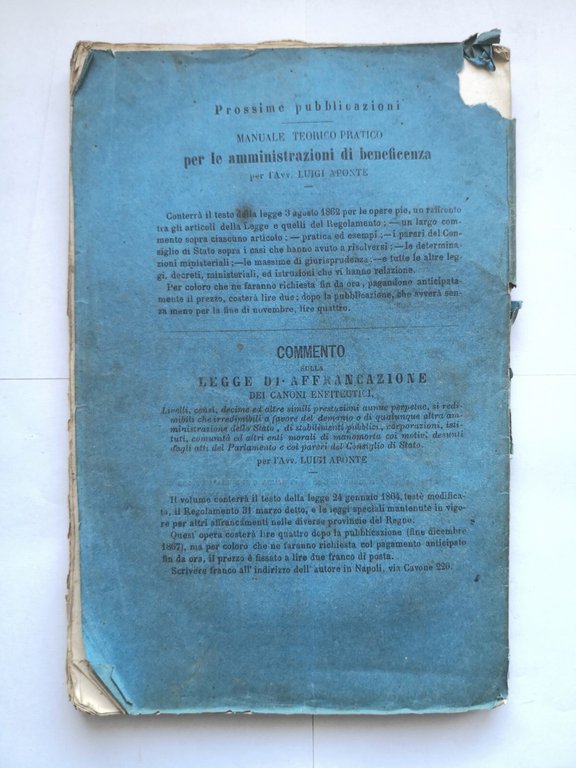 Prossime pubblicazioni
MANUALE TEORICO PRATICO
per le amministrazioni di beneficenza
per l'Avv. LUIGI APONTE
Conterrà il testo della legge 3 agosto 1862 per le opere pie, un raffronto
tra gli articoli della Legge e quelli del Regolamento; — un largo com-
mento sopra ciascuno articolo; — pratica ed esempi; — i pareri del Con-
siglio di Stato sopra i casi che hanno avuto a risolversi; — le determina-
zioni ministeriali; — le massime di giurisprudenza; — e tutte le altre leg-
gi, decreti, ministeriali, ed istruzioni che vi hanno relazione.
Per coloro che ne faranno richiesta fin da ora, pagandone anticipata-
mente il prezzo, costerà lire due; dopo la pubblicazione, che avverà sen-
za meno per la fine di novembre, lire quattro.
COMMENTO
SULLA
LEGGE DI AFFRANCAZIONE
DEI CANONI ENFITEUTICI,
Livelli, censi, decime ed altre simili prestazioni annue perpetue, si redi-
mibili che irredimibili a favore del demanio o di qualunque altra am-
ministrazione dello Stato, di stabilimenti pubblici, corporazioni, isti-
tuti, comunità ed altri enti morali di manomorta coi motivi desunti
dagli atti del Parlamento e coi pareri del Consiglio di Stato.
per l'Avv. LUIGI APONTE
Il volume conterrà il testo della legge 24 gennaio 1864, testè modifica-
to, il Regolamento 31 marzo detto, e le leggi speciali mantenute in vigo-
re per altri affrancamenti nelle diverse provincie del Regno.
Quest' opera costerà lire quattro dopo la pubblicazione (fine dicembre
1867), ma per coloro che ne faranno richiesta col pagamento anticipato
fin da ora, il prezzo è fissato a lire due franco di posta.
Scrivere franco all' indirizzo dell' autore in Napoli, via Cavone 220.